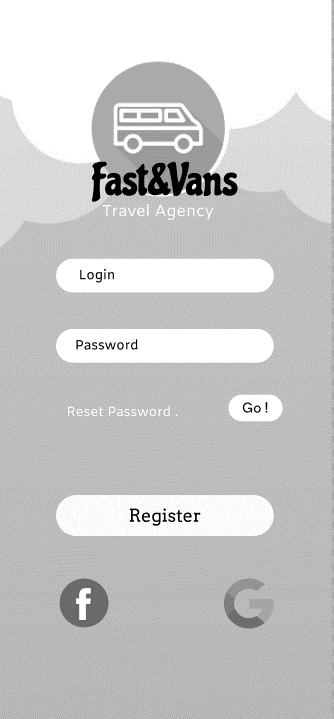 Fast&Vans
Travel Agency
Login
Password
Reset Password .
Go !
Register
f
G